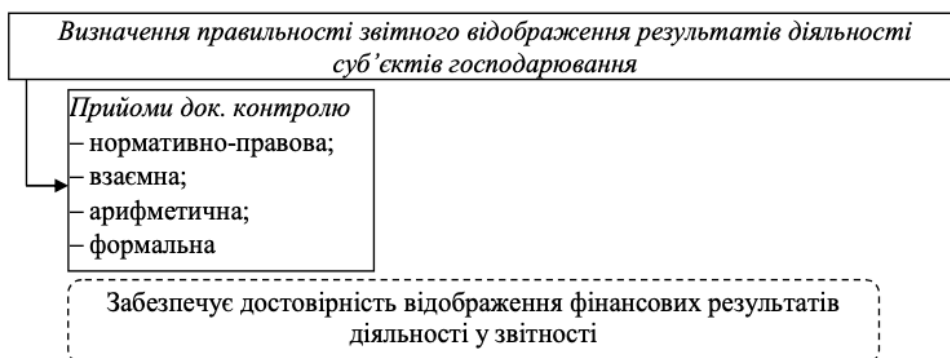 Визначення правильності звітного відображення результатів діяльності
суб’єктів господарювання
Прийоми док. контролю
– нормативно-правова;
– взаємна;
– арифметична;
– формальна
Забезпечує достовірність відображення фінансових результатів
діяльності у звітності